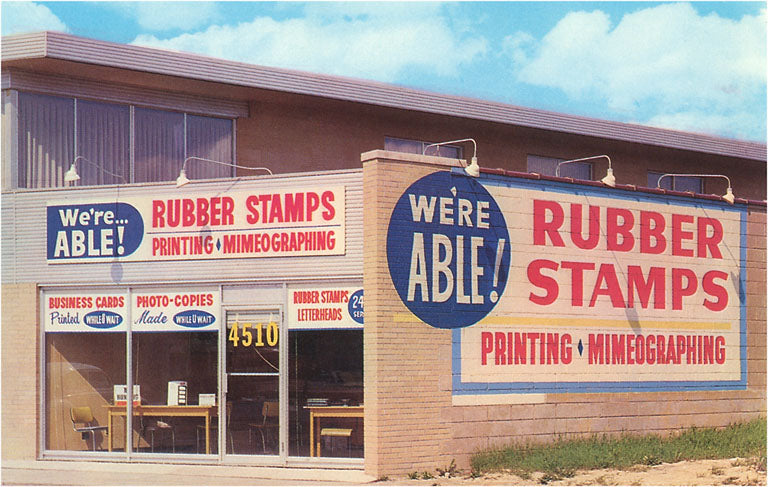 We're...
ABLE!
RUBBER STAMPS
PRINTING ♦ MIMEOGRAPHING
WE'RE
ABLE!
RUBBER
STAMPS
PRINTING ♦ MIMEOGRAPHING
BUSINESS CARDS
Printed WHILE U WAIT
PHOTO-COPIES
Made WHILE U WAIT
4510
RUBBER STAMPS
LETTERHEADS
24